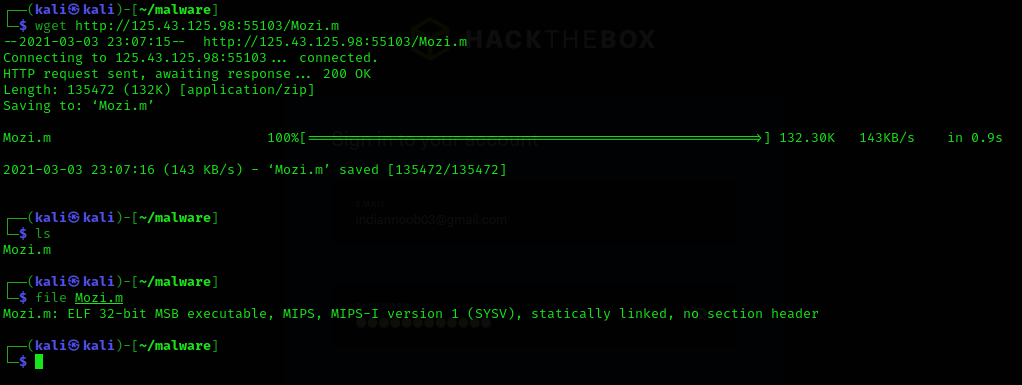 (kali㉿kali)-[~/malware]
$ wget http://125.43.125.98:55103/Mozi.m
--2021-03-03 23:07:15-- http://125.43.125.98:55103/Mozi.m
HACKTHEBOX
Connecting to 125.43.125.98:55103... connected.
HTTP request sent, awaiting response... 200 OK
Length: 135472 (132K) [application/zip]
Saving to: ‘Mozi.m’
Mozi.m 100%[===================>] 132.30K 143KB/s in 0.9s
Sign in to your account
2021-03-03 23:07:16 (143 KB/s) - ‘Mozi.m’ saved [135472/135472]
(kali㉿kali)-[~/malware]
$ ls
Mozi.m
(kali㉿kali)-[~/malware]
$ file Mozi.m
Mozi.m: ELF 32-bit MSB executable, MIPS, MIPS-I version 1 (SYSV), statically linked, no section header
(kali㉿kali)-[~/malware]
$